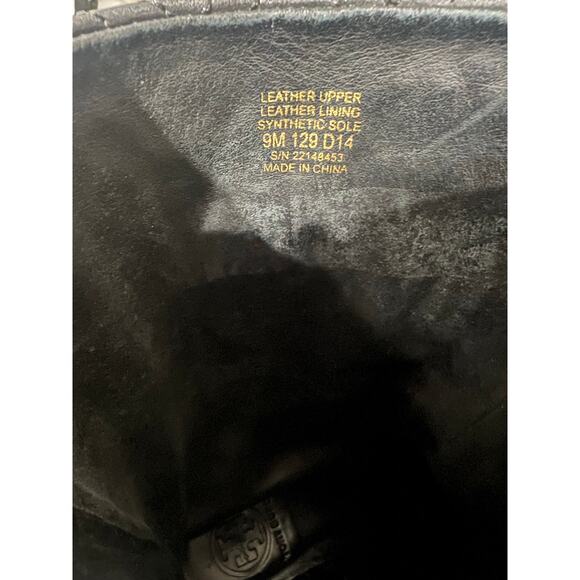 LEATHER UPPER
LEATHER LINING
SYNTHETIC SOLE
9M 129 D14
S/N 22148453
MADE IN CHINA